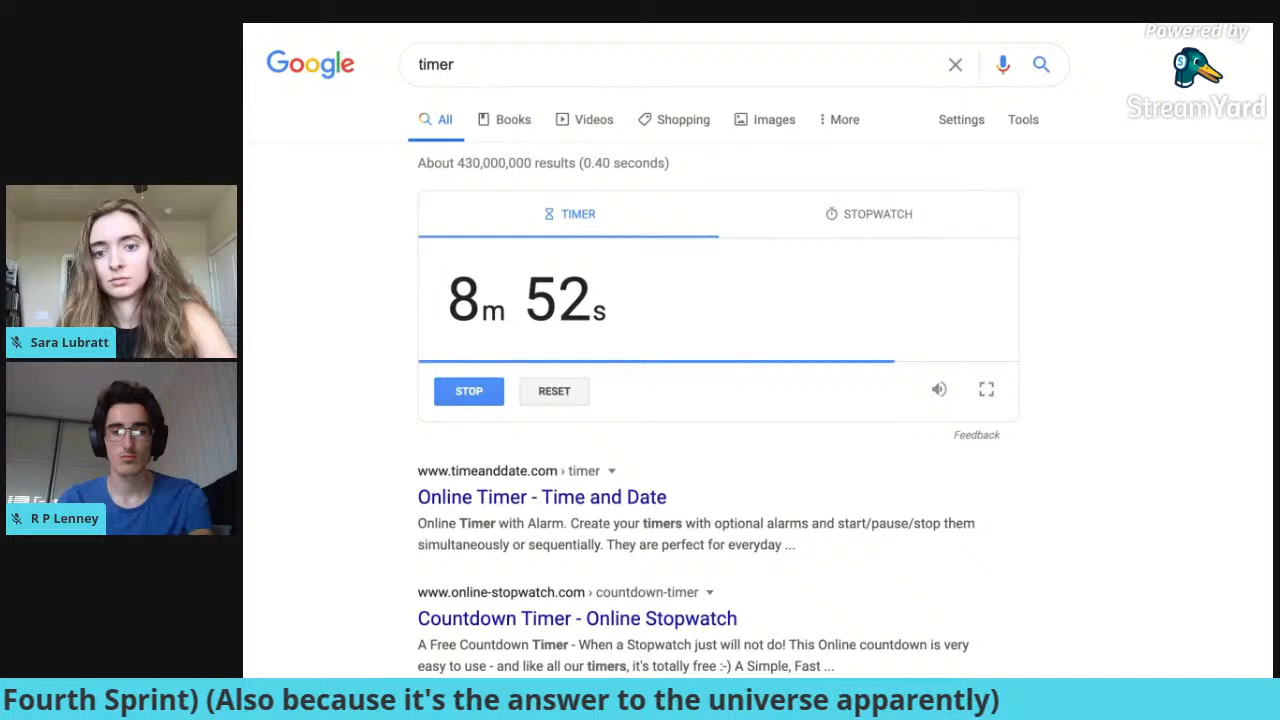 Powered by
StreamYard
Google
timer
All
Books
Videos
Shopping
Images
More
Settings
Tools
About 430,000,000 results (0.40 seconds)
TIMER
STOPWATCH
8m 52s
STOP
RESET
Feedback
www.timeanddate.com › timer
Online Timer - Time and Date
Online Timer with Alarm. Create your timers with optional alarms and start/pause/stop them
simultaneously or sequentially. They are perfect for everyday ...
www.online-stopwatch.com › countdown-timer
Countdown Timer - Online Stopwatch
A Free Countdown Timer - When a Stopwatch just will not do! This Online countdown is very
easy to use - and like all our timers, it's totally free :-) A Simple, Fast ...
Sara Lubratt
R P Lenney
Fourth Sprint) (Also because it's the answer to the universe apparently)